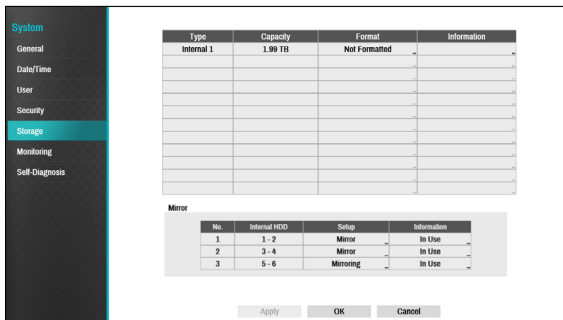 System
General
Date/Time
User
Security
Storage
Monitoring
Self-Diagnosis
Type Capacity Format Information
Internal 1 1.99 TB Not Formatted
Mirror
No. Internal HDD Setup Information
1 1 - 2 Mirror In Use
2 3 - 4 Mirror In Use
3 5 - 6 Mirroring In Use
Apply OK Cancel